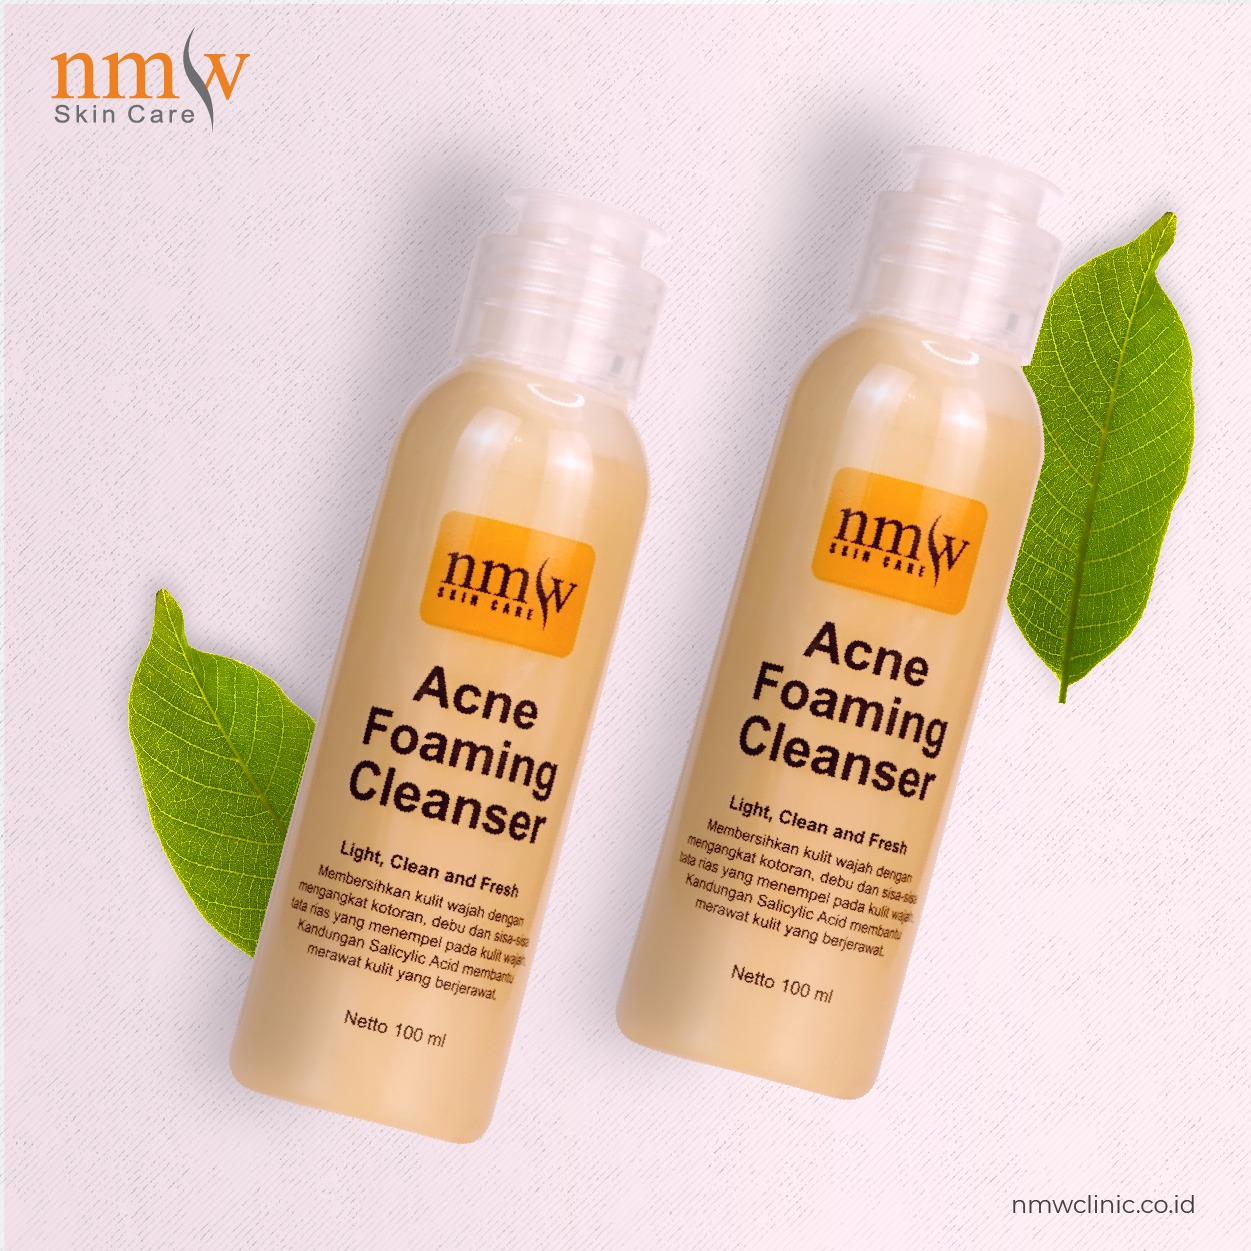 nmw
Skin Care
nmw
SKIN CARE
Acne
Foaming
Cleanser
Light, Clean and Fresh
Membersihkan kulit wajah dengan
mengangkat kotoran, debu dan sisa-sisa
tata rias yang menempel pada kulit wajah.
Kandungan Salicylic Acid membantu
merawat kulit yang berjerawat.
Netto 100 ml
nmw
SKIN CARE
Acne
Foaming
Cleanser
Light, Clean and Fresh
Membersihkan kulit wajah dengan
mengangkat kotoran, debu dan sisa-sisa
tata rias yang menempel pada kulit wajah.
Kandungan Salicylic Acid membantu
merawat kulit yang berjerawat.
Netto 100 ml
nmwclinic.co.id